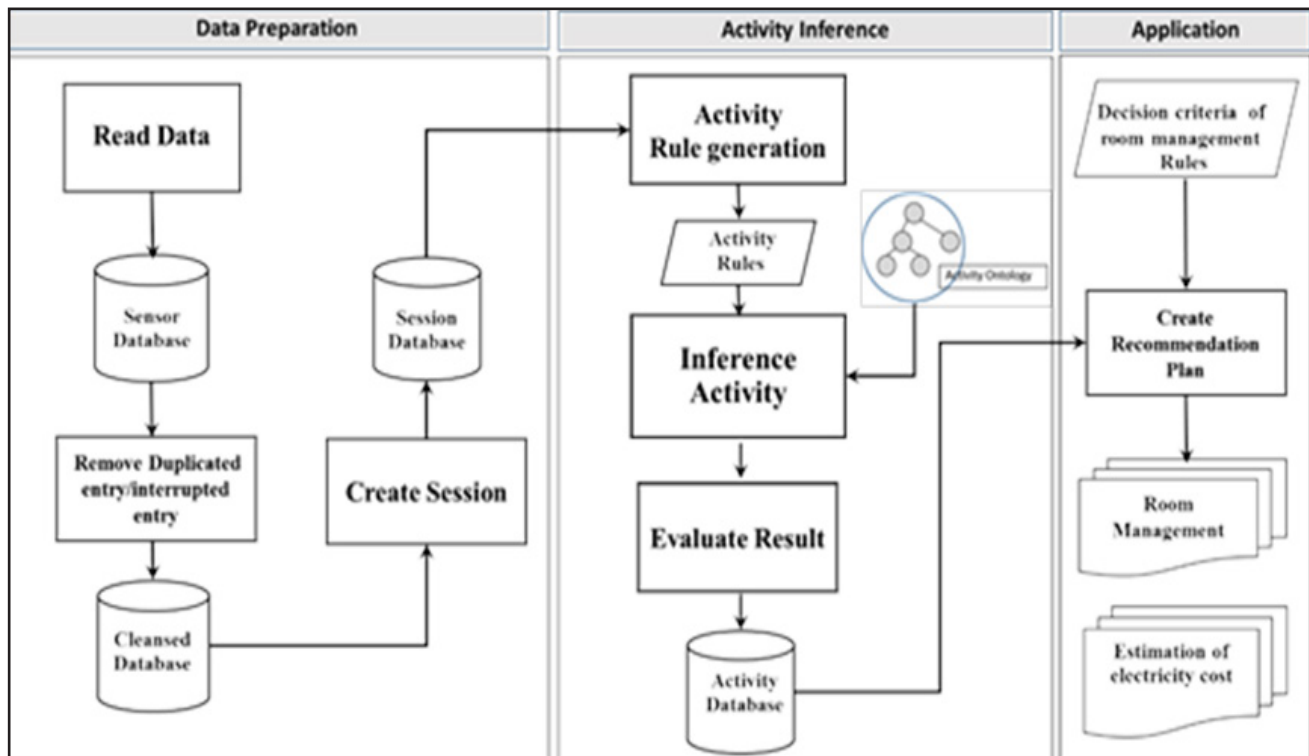 Data Preparation
Activity Inference
Application
Read Data
Sensor
Database
Remove Duplicated
entry/interrupted
entry
Cleansed
Database
Session
Database
Create Session
Activity
Rule generation
Activity
Rules
Activity Ontology
Inference
Activity
Evaluate Result
Activity
Database
Decision criteria of
room management
Rules
Create
Recommendation
Plan
Room
Management
Estimation of
electricity cost